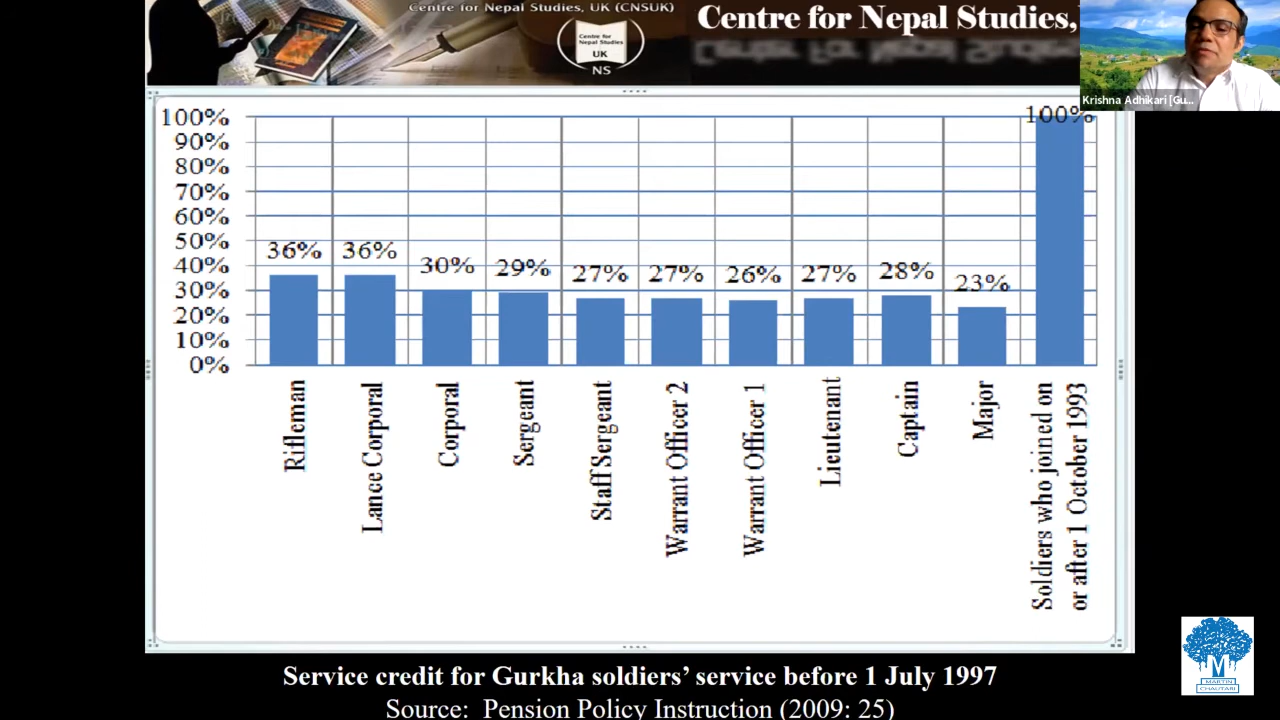 Centre for Nepal Studies, UK (CNSUK)
Centre for Nepal Studies,
Centre for
Nepal Studies
UK
NS
Krishna Adhikari [Gu...
100%
90%
80%
70%
60%
50%
40%
30%
20%
10%
0%
36%
36%
30%
29%
27%
27%
26%
27%
28%
23%
100%
Rifleman
Lance Corporal
Corporal
Sergeant
Staff Sergeant
Warrant Officer 2
Warrant Officer 1
Lieutenant
Captain
Major
Soldiers who joined on
or after 1 October 1993
Service credit for Gurkha soldiers’ service before 1 July 1997
Source: Pension Policy Instruction (2009: 25)
M
MARTIN
CHAUTARI